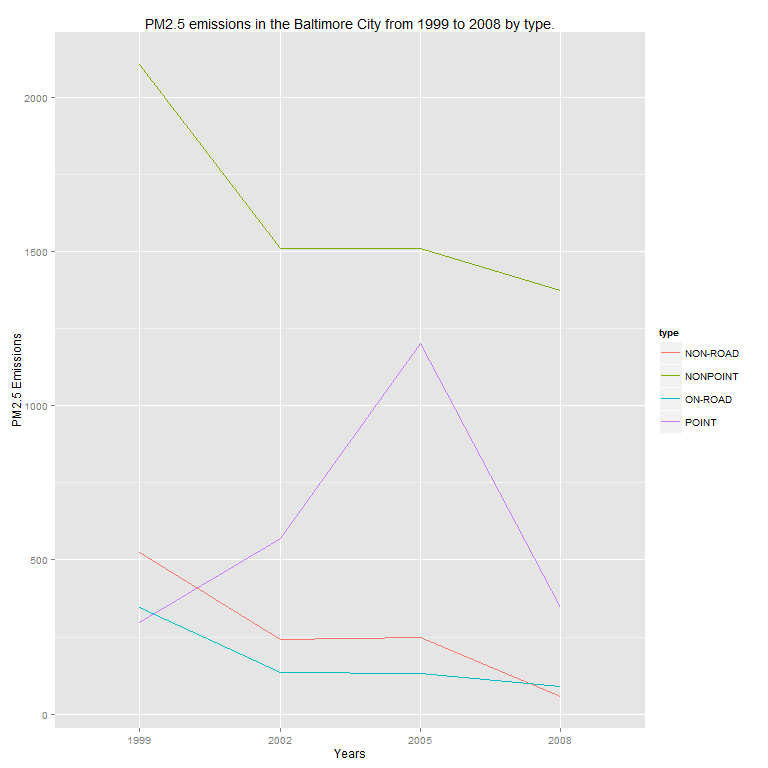 PM2.5 emissions in the Baltimore City from 1999 to 2008 by type.
2000
1500
1000
500
0
PM2.5 Emissions
1999 2002 2005 2008
Years
type
NON-ROAD
NONPOINT
ON-ROAD
POINT